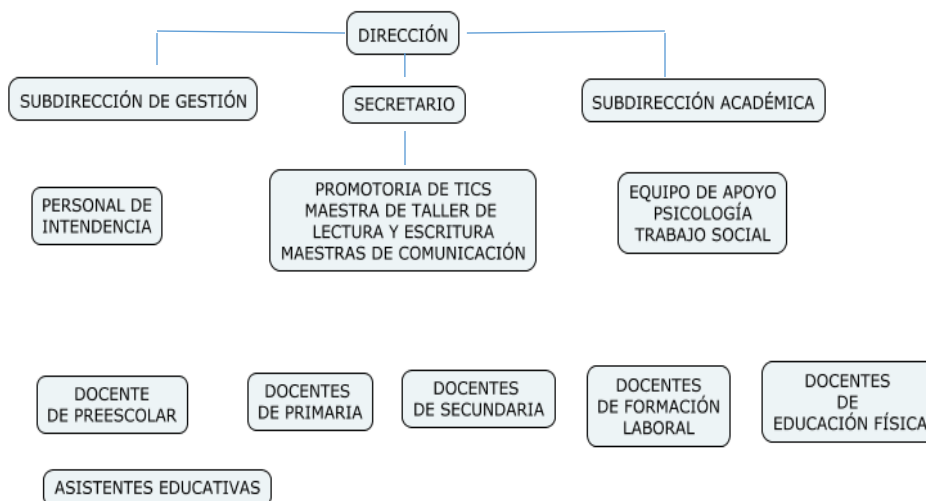 DIRECCIÓN
SUBDIRECCIÓN DE GESTIÓN
SECRETARIO
SUBDIRECCIÓN ACADÉMICA
PERSONAL DE
INTENDENCIA
PROMOTORIA DE TICS
MAESTRA DE TALLER DE
LECTURA Y ESCRITURA
MAESTRAS DE COMUNICACIÓN
EQUIPO DE APOYO
PSICOLOGÍA
TRABAJO SOCIAL
DOCENTE
DE PREESCOLAR
DOCENTES
DE PRIMARIA
DOCENTES
DE SECUNDARIA
DOCENTES
DE FORMACIÓN
LABORAL
DOCENTES
DE
EDUCACIÓN FÍSICA
ASISTENTES EDUCATIVAS